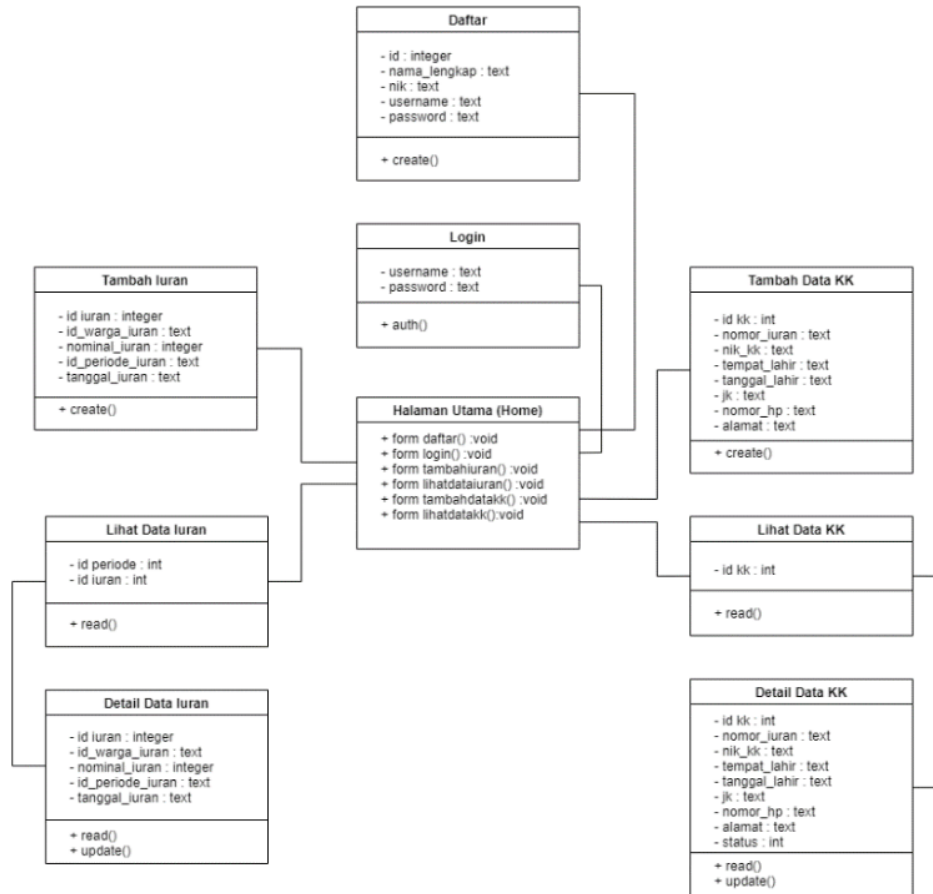 Daftar
- id : integer
- nama_lengkap : text
- nik : text
- username : text
- password : text
+ create()
Login
- username : text
- password : text
+ auth()
Tambah Iuran
- id iuran : integer
- id_warga_iuran : text
- nominal_iuran : integer
- id_periode_iuran : text
- tanggal_iuran : text
+ create()
Halaman Utama (Home)
+ form daftar() :void
+ form login() :void
+ form tambahiuran() :void
+ form lihatdataiuran() :void
+ form tambahdatakk() :void
+ form lihatdatakk():void
Tambah Data KK
- id kk : int
- nomor_iuran : text
- nik_kk : text
- tempat_lahir : text
- tanggal_lahir : text
- jk : text
- nomor_hp : text
- alamat : text
+ create()
Lihat Data Iuran
- id periode : int
- id iuran : int
+ read()
Lihat Data KK
- id kk : int
+ read()
Detail Data Iuran
- id iuran : integer
- id_warga_iuran : text
- nominal_iuran : integer
- id_periode_iuran : text
- tanggal_iuran : text
+ read()
+ update()
Detail Data KK
- id kk : int
- nomor_iuran : text
- nik_kk : text
- tempat_lahir : text
- tanggal_lahir : text
- jk : text
- nomor_hp : text
- alamat : text
- status : int
+ read()
+ update()